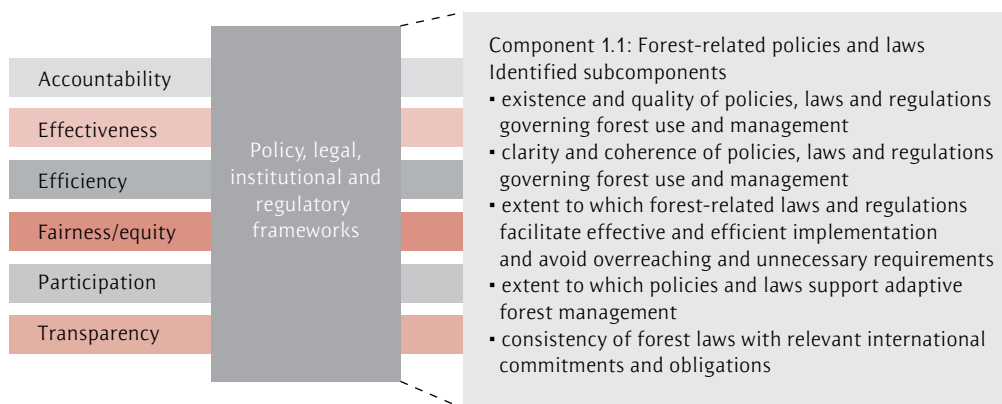 Accountability
Effectiveness
Efficiency
Fairness/equity
Participation
Transparency
Policy, legal,
institutional and
regulatory
frameworks
Component 1.1: Forest-related policies and laws
Identified subcomponents
▪ existence and quality of policies, laws and regulations
governing forest use and management
▪ clarity and coherence of policies, laws and regulations
governing forest use and management
▪ extent to which forest-related laws and regulations
facilitate effective and efficient implementation
and avoid overreaching and unnecessary requirements
▪ extent to which policies and laws support adaptive
forest management
▪ consistency of forest laws with relevant international
commitments and obligations